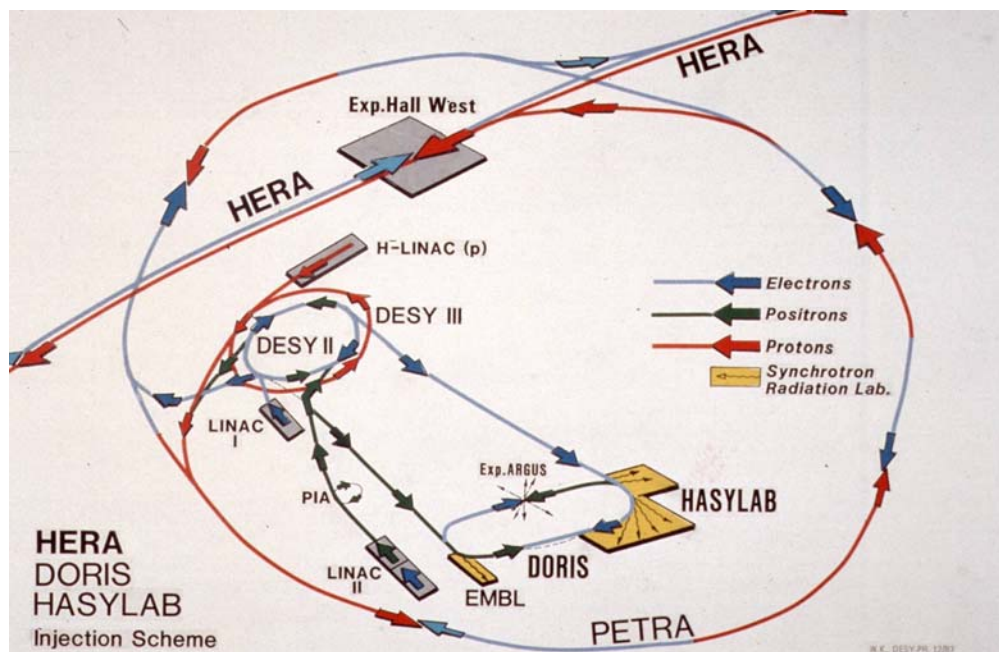 HERA
Exp.Hall West
HERA
H⁻-LINAC (p)
DESY III
DESY II
Electrons
Positrons
Protons
Synchrotron
Radiation Lab.
LINAC
I
Exp.ARGUS
PIA
HASYLAB
LINAC
II
DORIS
EMBL
PETRA
HERA
DORIS
HASYLAB
Injection Scheme